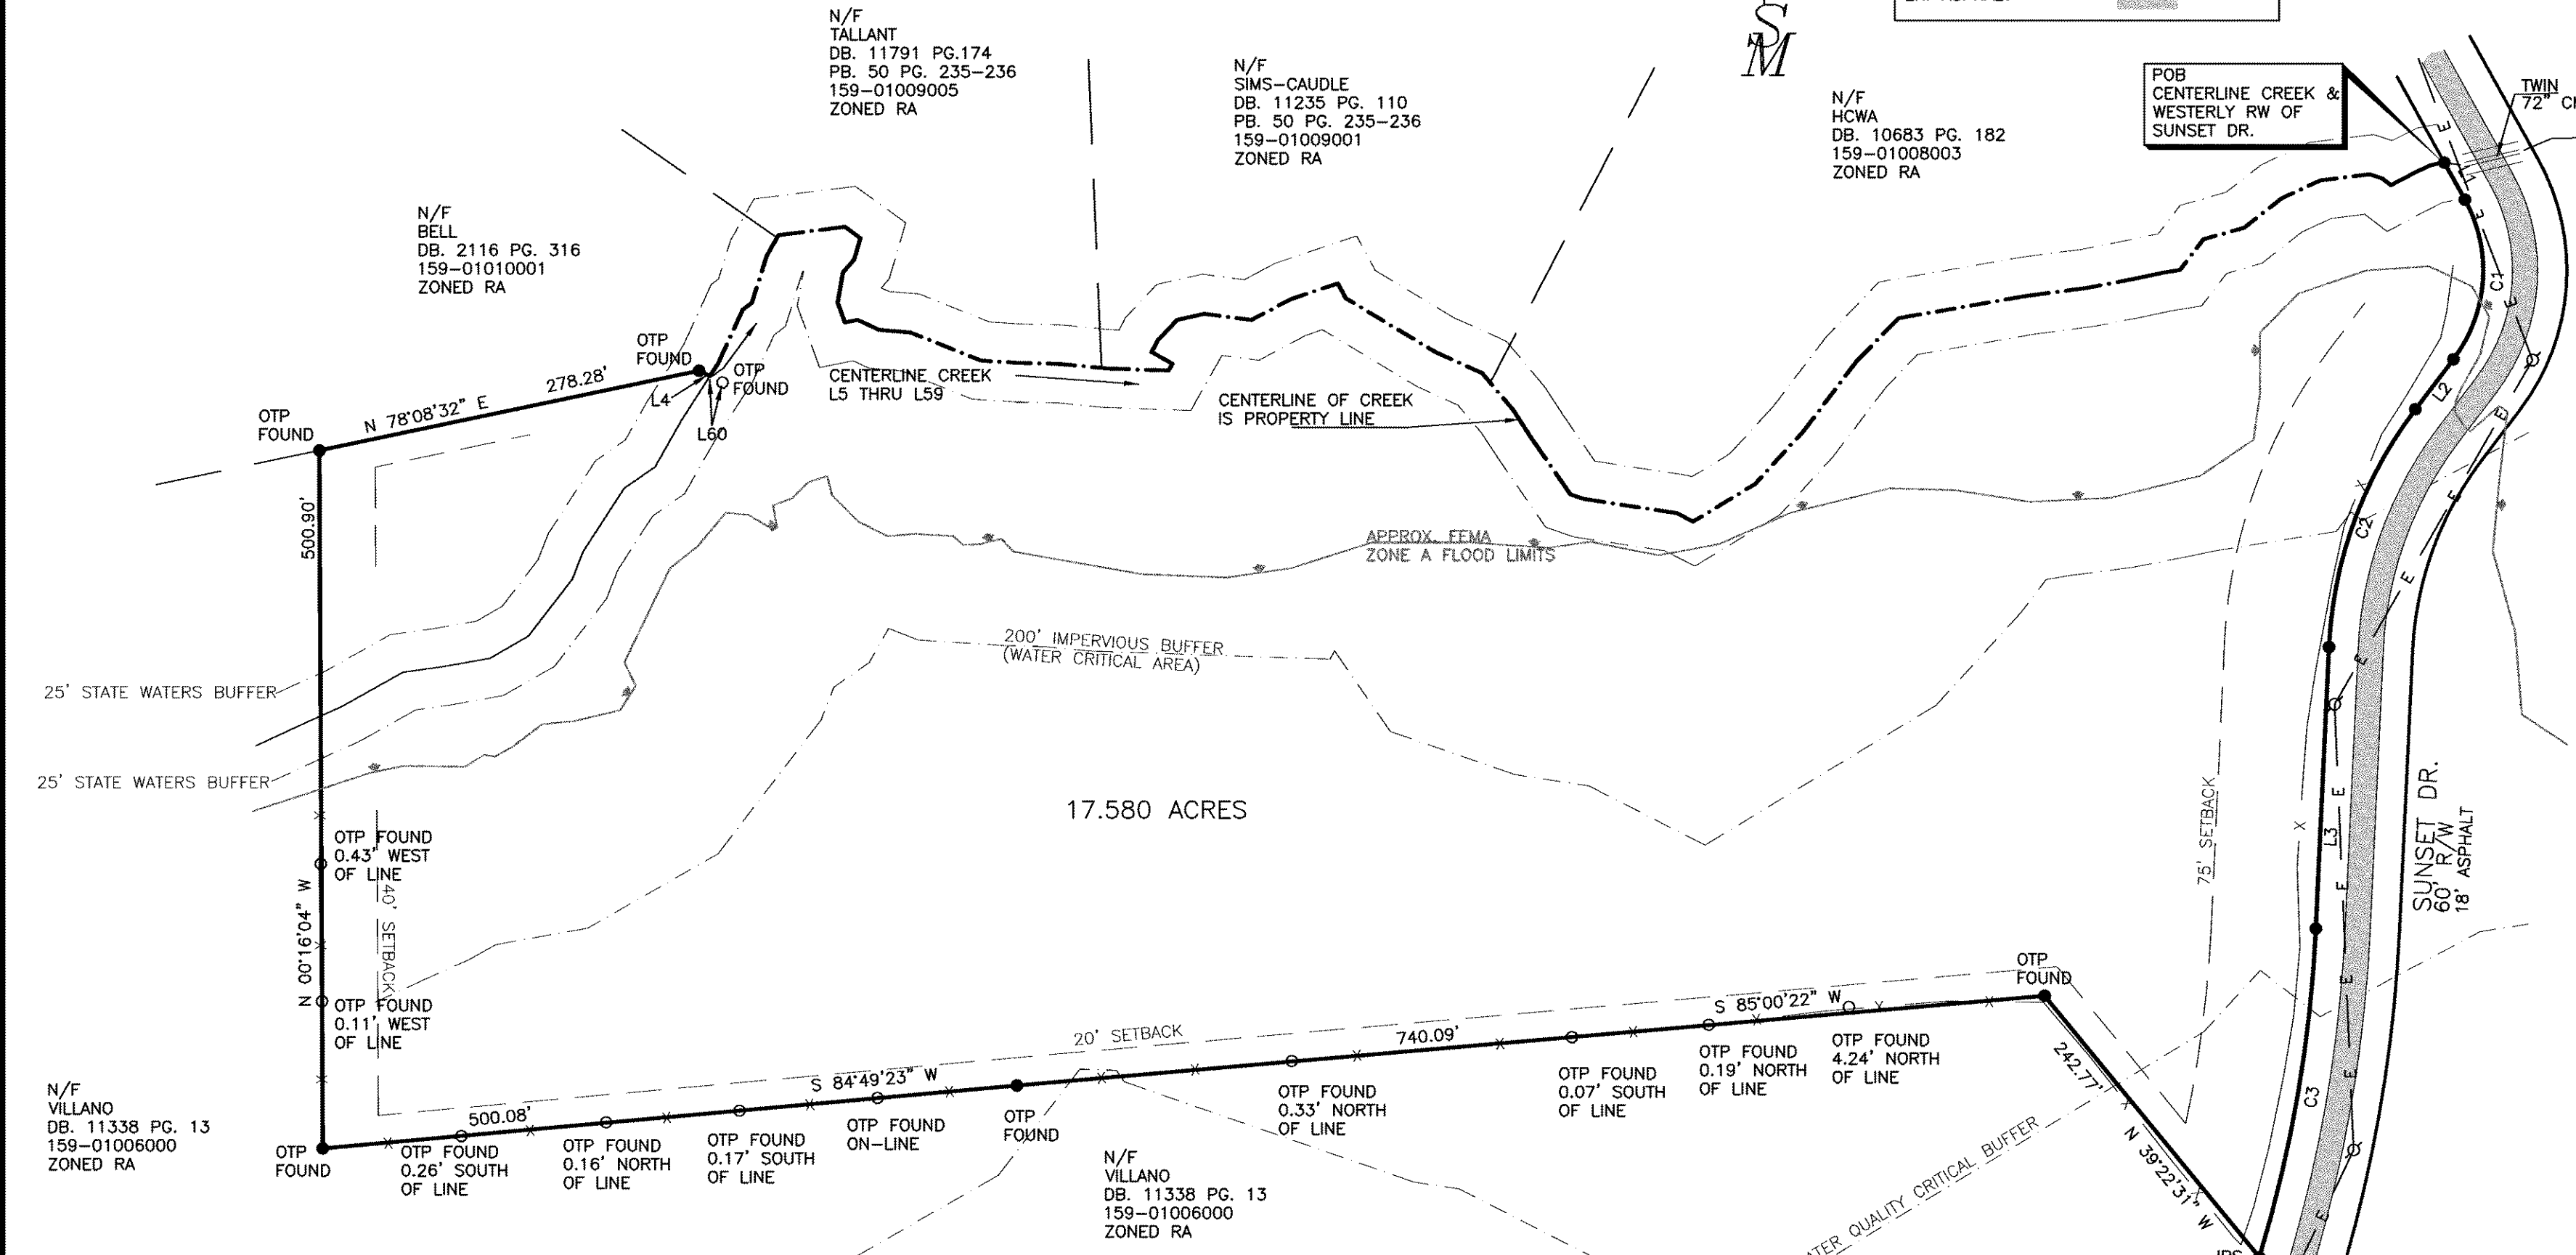 N/F
TALLANT
DB. 11791 PG.174
PB. 50 PG. 235-236
159-01009005
ZONED RA
N/F
SIMS-CAUDLE
DB. 11235 PG. 110
PB. 50 PG. 235-236
159-01009001
ZONED RA
S
M
N/F
HCWA
DB. 10683 PG. 182
159-01008003
ZONED RA
POB
CENTERLINE CREEK &
WESTERLY RW OF
SUNSET DR.
TWIN
72"
N/F
BELL
DB. 2116 PG. 316
159-01010001
ZONED RA
OTP
FOUND
OTP
FOUND
L4
L60
CENTERLINE CREEK
L5 THRU L59
CENTERLINE OF CREEK
IS PROPERTY LINE
L1
E
E
C1
E
L2
E
E
C2
E
E
OTP
FOUND
N 78°08'32" E
278.28'
500.90'
APPROX. FEMA
ZONE A FLOOD LIMITS
200' IMPERVIOUS BUFFER
(WATER CRITICAL AREA)
25' STATE WATERS BUFFER
25' STATE WATERS BUFFER
17.580 ACRES
75' SETBACK
L3
E
E
E
SUNSET DR.
60' R/W
18' ASPHALT
OTP FOUND
0.43' WEST
OF LINE
N 00°16'04" W
40' SETBACK
OTP FOUND
0.11' WEST
OF LINE
20' SETBACK
OTP
FOUND
S 85°00'22" W
740.09'
S 84°49'23" W
500.08'
N/F
VILLANO
DB. 11338 PG. 13
159-01006000
ZONED RA
OTP
FOUND
OTP FOUND
0.26' SOUTH
OF LINE
OTP FOUND
0.16' NORTH
OF LINE
OTP FOUND
0.17' SOUTH
OF LINE
OTP FOUND
ON-LINE
OTP
FOUND
OTP FOUND
0.33' NORTH
OF LINE
OTP FOUND
0.07' SOUTH
OF LINE
OTP FOUND
0.19' NORTH
OF LINE
OTP FOUND
4.24' NORTH
OF LINE
242.77'
N 39°22'31" W
C3
E
E
N/F
VILLANO
DB. 11338 PG. 13
159-01006000
ZONED RA
QUALITY CRITICAL BUFFER